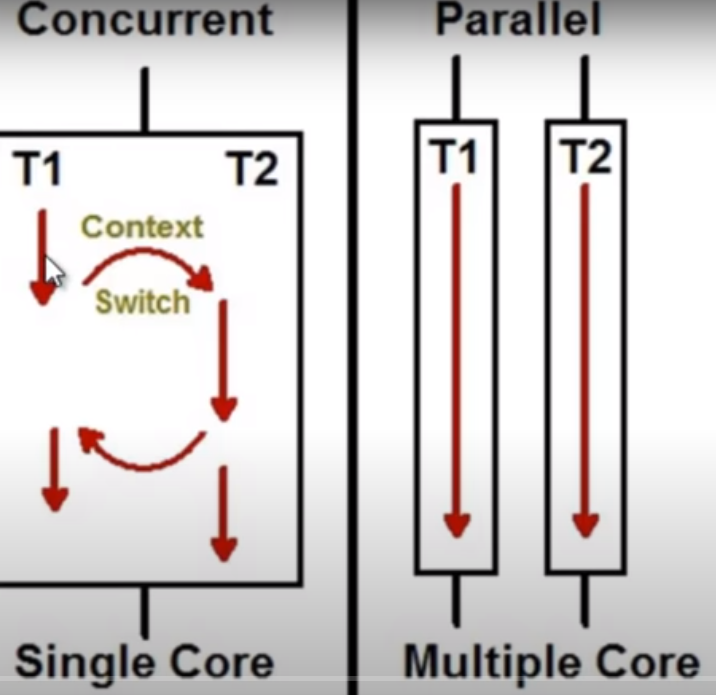 Concurrent
T1 T2
Context
Switch
Single Core
Parallel
T1
T2
Multiple Core